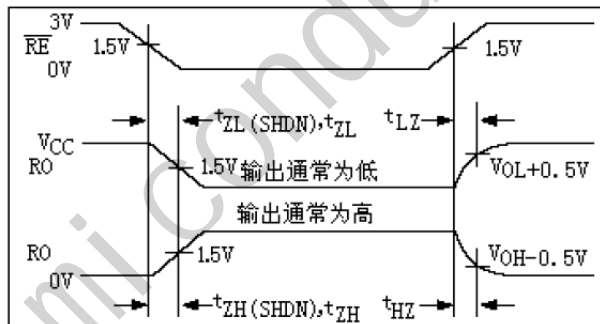 3V
RE 1.5V 1.5V
0V
tZL(SHDN),tZL tLZ
VCC
RO 1.5V 输出通常为低 VOL+0.5V
输出通常为高
RO 1.5V VOH-0.5V
0V
tZH(SHDN),tZH tHZ
mi conduc